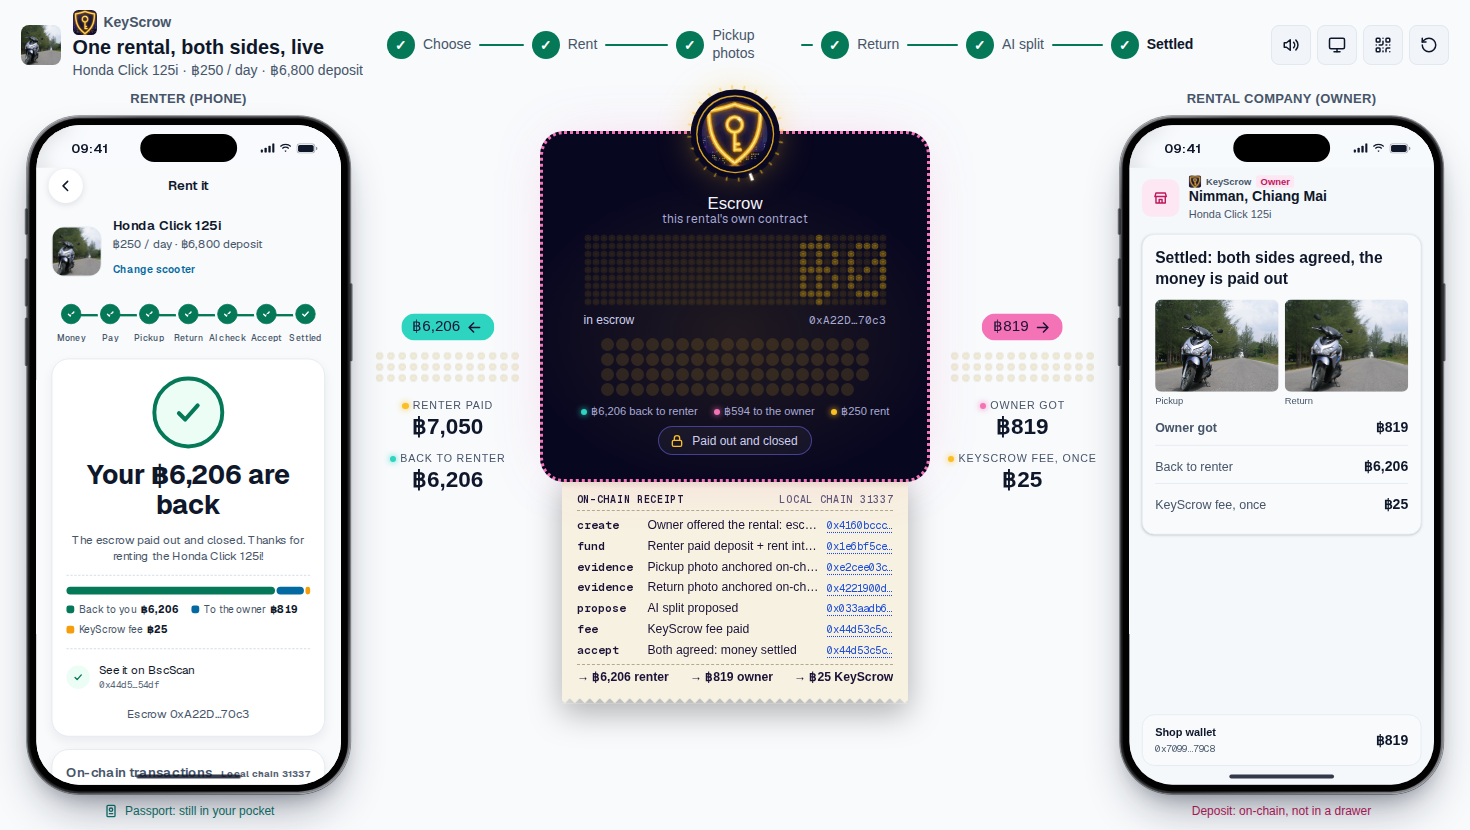 KeyScrow
One rental, both sides, live
Honda Click 125i · ฿250 / day · ฿6,800 deposit
Choose
Rent
Pickup
photos
Return
AI split
Settled
RENTER (PHONE)
09:41
Rent it
Honda Click 125i
฿250 / day · ฿6,800 deposit
Change scooter
Money Pay Pickup Return AI check Accept Settled
Your ฿6,206 are
back
The escrow paid out and closed. Thanks for
renting the Honda Click 125i!
Back to you ฿6,206 To the owner ฿819
KeyScrow fee ฿25
See it on BscScan
0x44d5…54df
Escrow 0xA22D…70c3
On-chain transactions Local chain 31337
Passport: still in your pocket
฿6,206 ←
RENTER PAID
฿7,050
BACK TO RENTER
฿6,206
Escrow
this rental's own contract
฿0
in escrow 0xA22D…70c3
฿6,206 back to renter ฿594 to the owner ฿250 rent
Paid out and closed
ON-CHAIN RECEIPT LOCAL CHAIN 31337
create Owner offered the rental: esc… 0x4160bccc…
fund Renter paid deposit + rent int… 0x1e6bf5ce…
evidence Pickup photo anchored on-ch… 0xe2cee03c…
evidence Return photo anchored on-ch… 0x4221900d…
propose AI split proposed 0x033aadb6…
fee KeyScrow fee paid 0x44d53c5c…
accept Both agreed: money settled 0x44d53c5c…
→ ฿6,206 renter → ฿819 owner → ฿25 KeyScrow
฿819 →
OWNER GOT
฿819
KEYSCROW FEE, ONCE
฿25
RENTAL COMPANY (OWNER)
09:41
KeyScrow Owner
Nimman, Chiang Mai
Honda Click 125i
Settled: both sides agreed, the
money is paid out
Pickup Return
Owner got ฿819
Back to renter ฿6,206
KeyScrow fee, once ฿25
Shop wallet
0x7099…79C8
฿819
Deposit: on-chain, not in a drawer